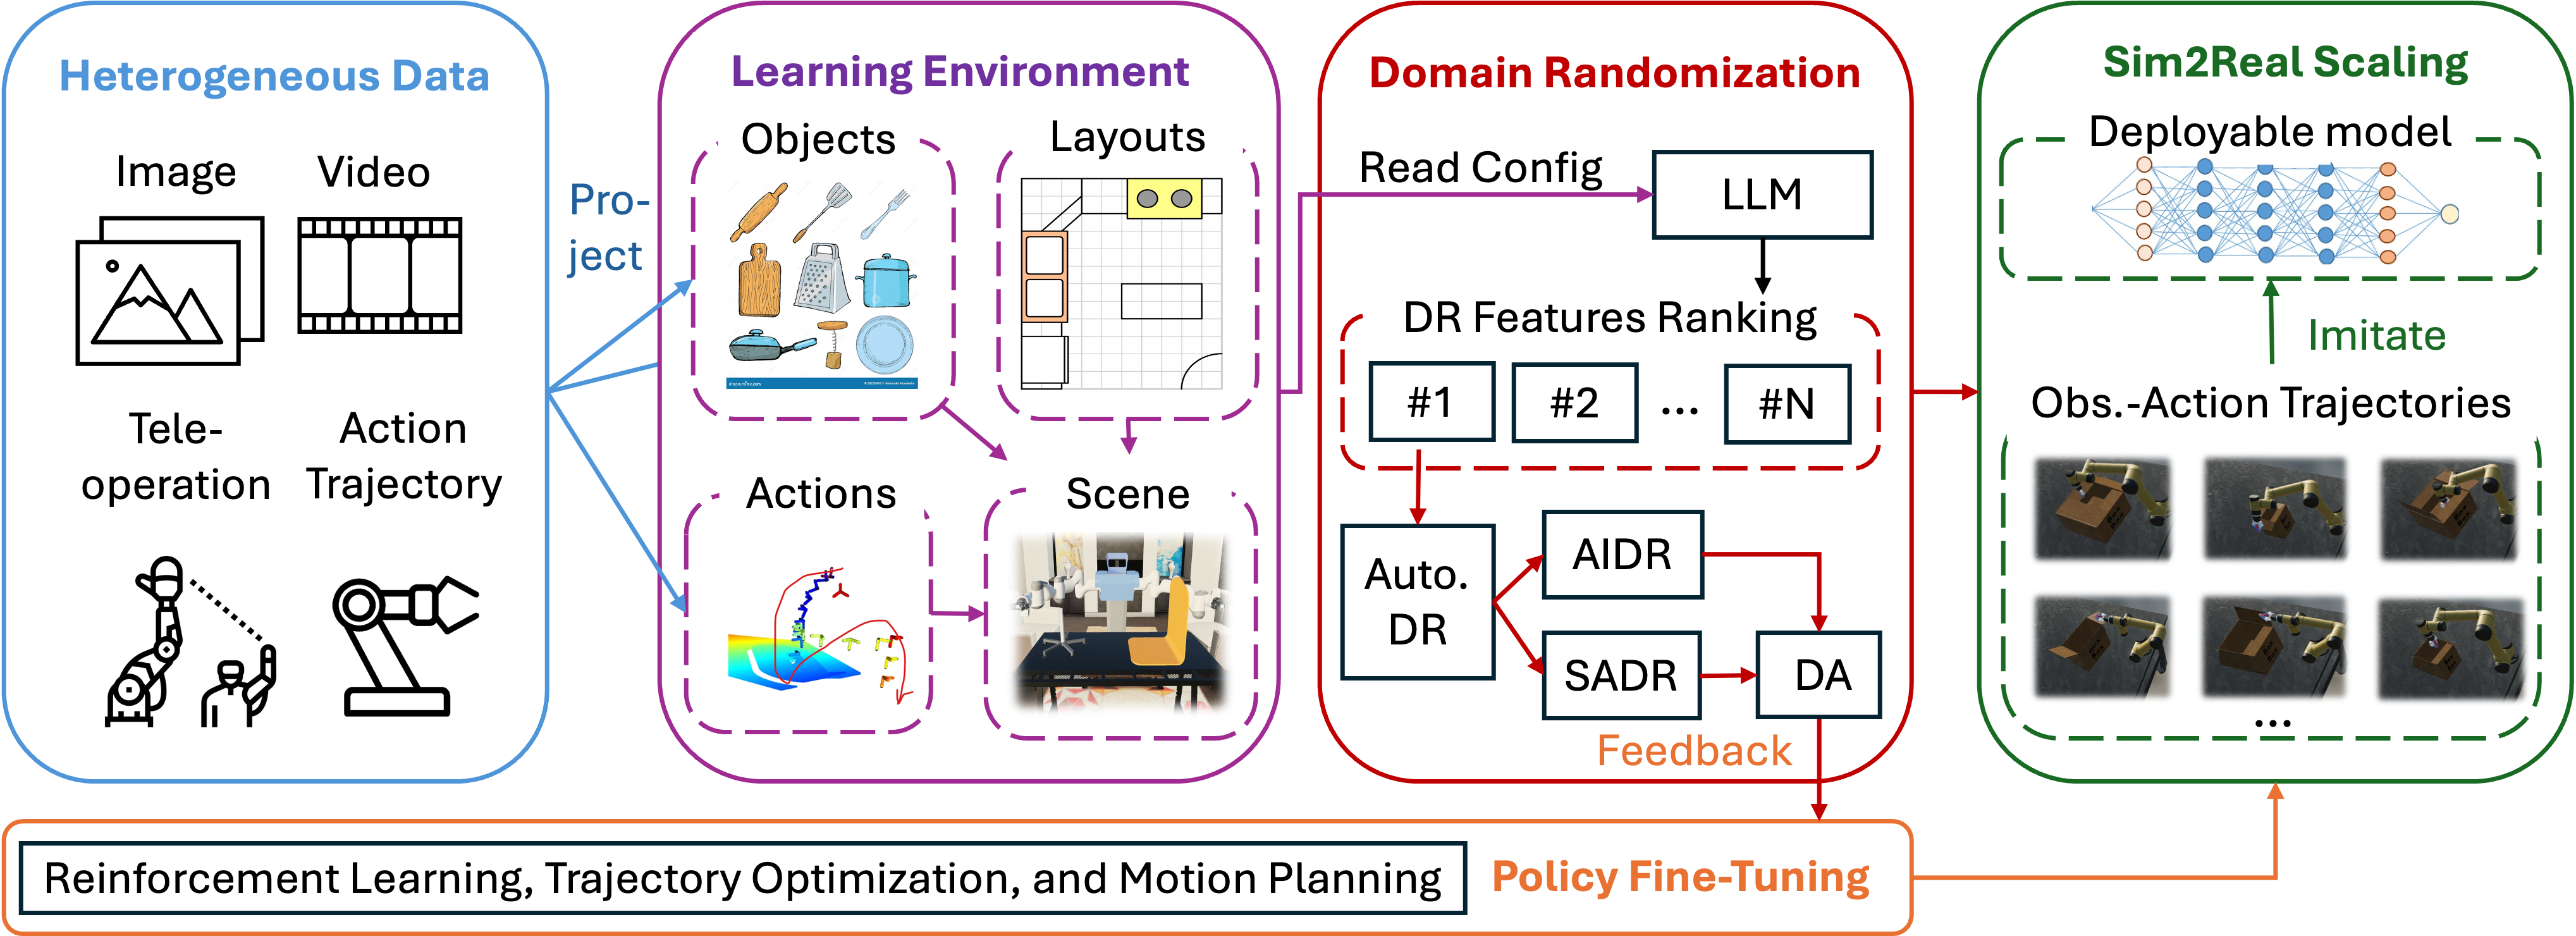 Heterogeneous Data
Image
Video
Tele-
operation
Action
Trajectory
Pro-
ject
Learning Environment
Objects
Layouts
Actions
Scene
Domain Randomization
Read Config
LLM
DR Features Ranking
#1
#2
...
#N
Auto.
DR
AIDR
SADR
DA
Feedback
Sim2Real Scaling
Deployable model
Imitate
Obs.-Action Trajectories
...
Reinforcement Learning, Trajectory Optimization, and Motion Planning
Policy Fine-Tuning